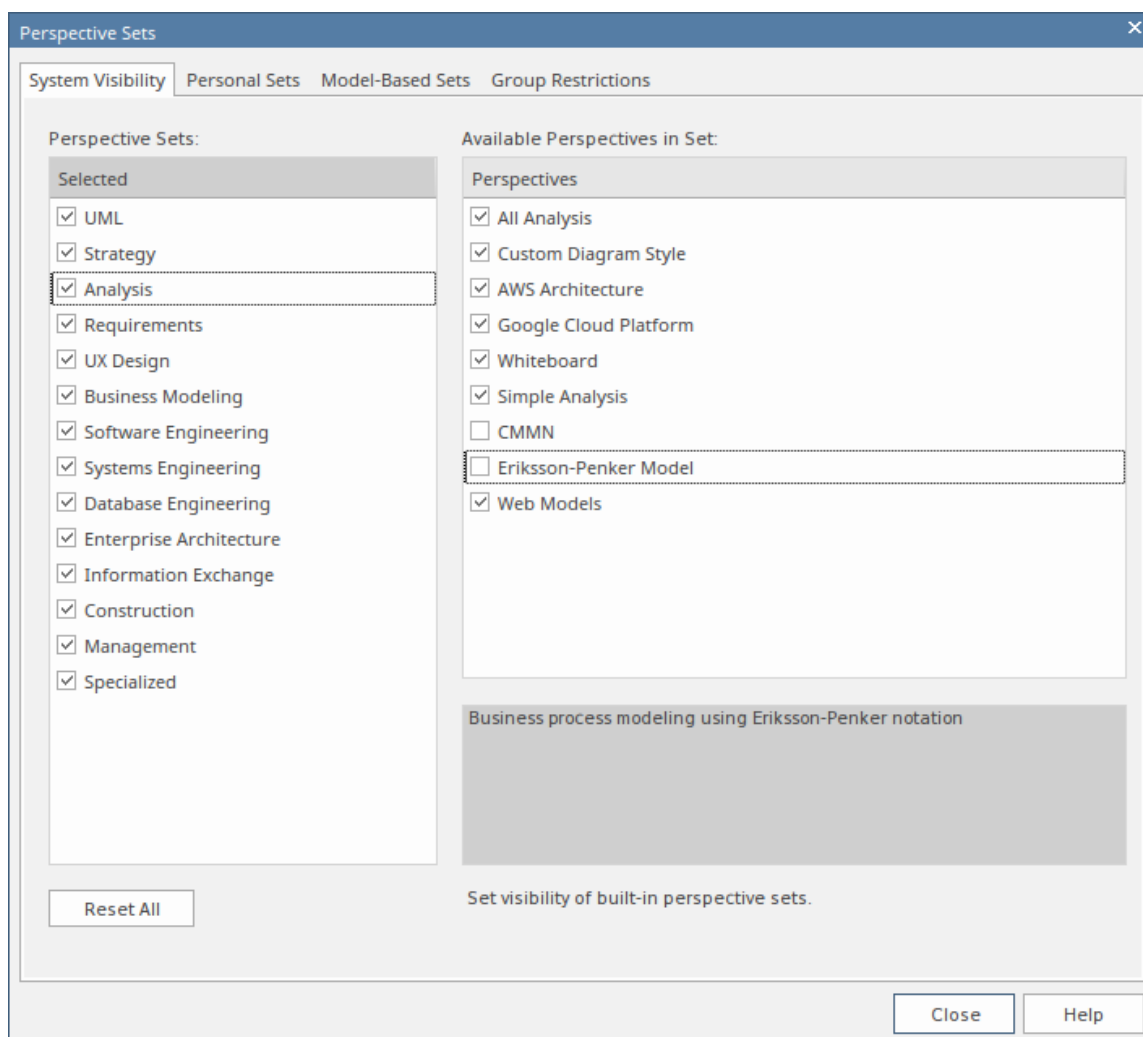 Perspective Sets
System Visibility Personal Sets Model-Based Sets Group Restrictions
Perspective Sets:
Selected
UML
Strategy
Analysis
Requirements
UX Design
Business Modeling
Software Engineering
Systems Engineering
Database Engineering
Enterprise Architecture
Information Exchange
Construction
Management
Specialized
Reset All
Available Perspectives in Set:
Perspectives
All Analysis
Custom Diagram Style
AWS Architecture
Google Cloud Platform
Whiteboard
Simple Analysis
CMMN
Eriksson-Penker Model
Web Models
Business process modeling using Eriksson-Penker notation
Set visibility of built-in perspective sets.
Close Help